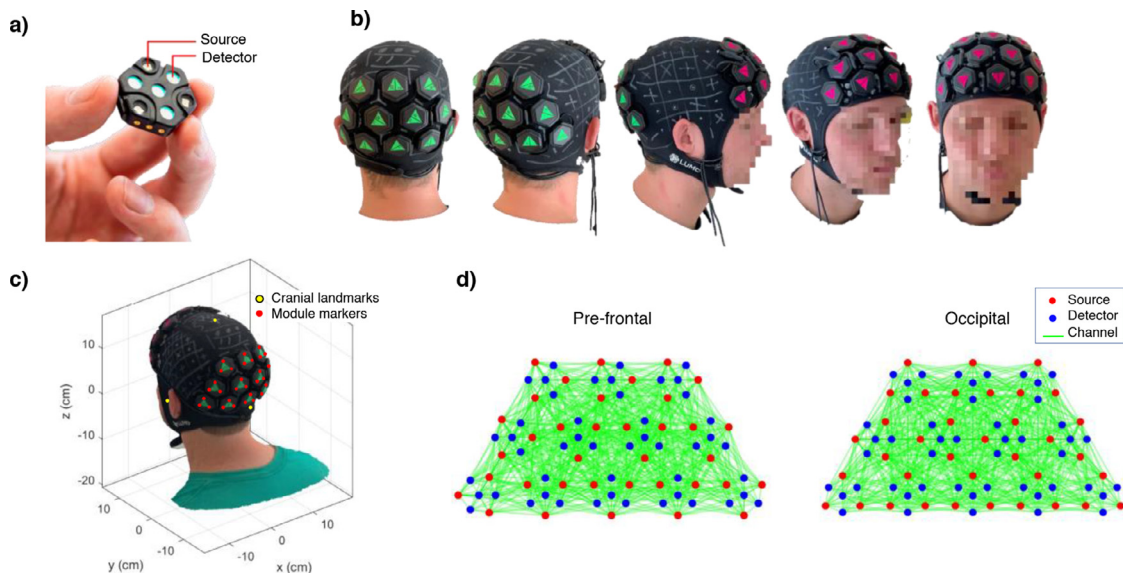 a)
Source
Detector
b)
LUMO
c)
Cranial landmarks
Module markers
10
0
-10
-20
z (cm)
10
0
-10
y (cm)
-10
0
10
x (cm)
d)
Pre-frontal
Occipital
Source
Detector
Channel